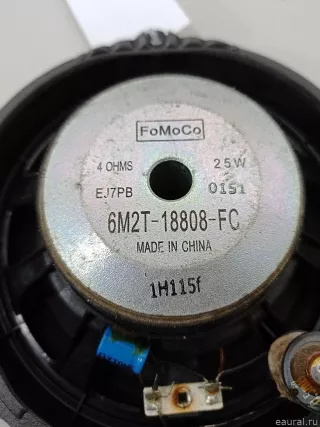 FoMoCo
4 OHMS 25W
EJ7PB 0151
6M2T-18808-FC
MADE IN CHINA
1H115f
eaural.ru